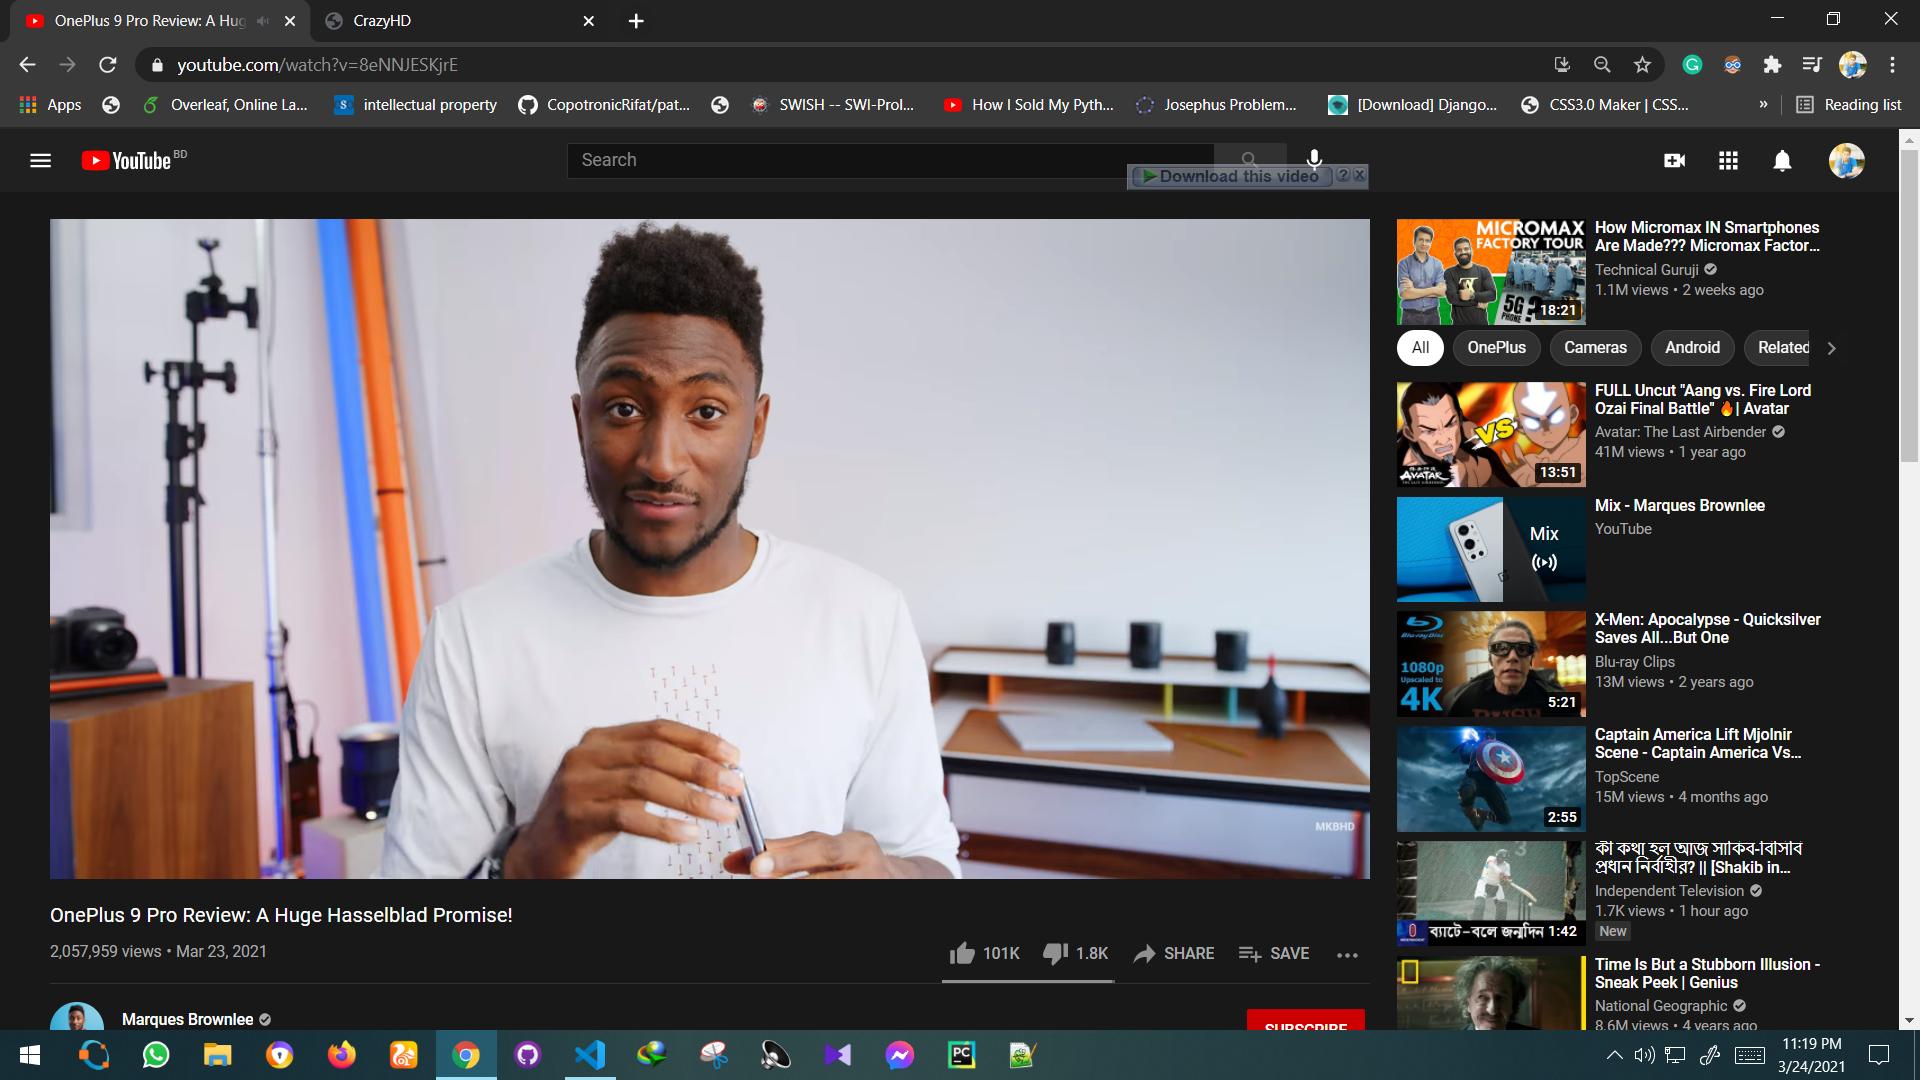 OnePlus 9 Pro Review: A Hug
CrazyHD
youtube.com/watch?v=8eNNJESKjrE
Apps
Overleaf, Online La...
intellectual property
CopotronicRifat/pat...
SWISH -- SWI-Prol...
How I Sold My Pyth...
Josephus Problem...
[Download] Django...
CSS3.0 Maker | CSS...
»
Reading list
YouTube BD
Search
Download this video ? X
MICROMAX
FACTORY TOUR
5G ?
PHONE
18:21
How Micromax IN Smartphones
Are Made??? Micromax Factor...
Technical Guruji
1.1M views • 2 weeks ago
All
OnePlus
Cameras
Android
Related
VS
AVATAR
13:51
FULL Uncut "Aang vs. Fire Lord
Ozai Final Battle" 🔥| Avatar
Avatar: The Last Airbender
41M views • 1 year ago
Mix
Mix - Marques Brownlee
YouTube
Blu-ray Disc
1080p
Upscaled to
4K
5:21
X-Men: Apocalypse - Quicksilver
Saves All...But One
Blu-ray Clips
13M views • 2 years ago
2:55
Captain America Lift Mjolnir
Scene - Captain America Vs...
TopScene
15M views • 4 months ago
ব্যাটে-বলে জন্মদিন 1:42
কী কথা হল আজ সাকিব-বিসিবি
প্রধান নির্বাহীর? || [Shakib in...
Independent Television
1.7K views • 1 hour ago
New
Time Is But a Stubborn Illusion -
Sneak Peek | Genius
National Geographic
8.6M views • 4 years ago
MKBHD
OnePlus 9 Pro Review: A Huge Hasselblad Promise!
2,057,959 views • Mar 23, 2021
101K
1.8K
SHARE
SAVE
Marques Brownlee
SUBSCRIBE
PC
11:19 PM
3/24/2021